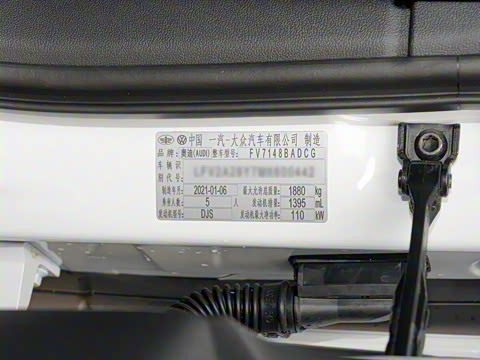 中国 一汽-大众汽车有限公司 制造
品牌: 奥迪(AUDI) 整车型号: FV7148BADCG
车辆识
别代号:
制造年月 2021-01-06 最大允许总质量 1880 kg
乘坐人数 5 人 发动机排量 1395 mL
发动机型号 DJS 发动机最大净功率 110 kW